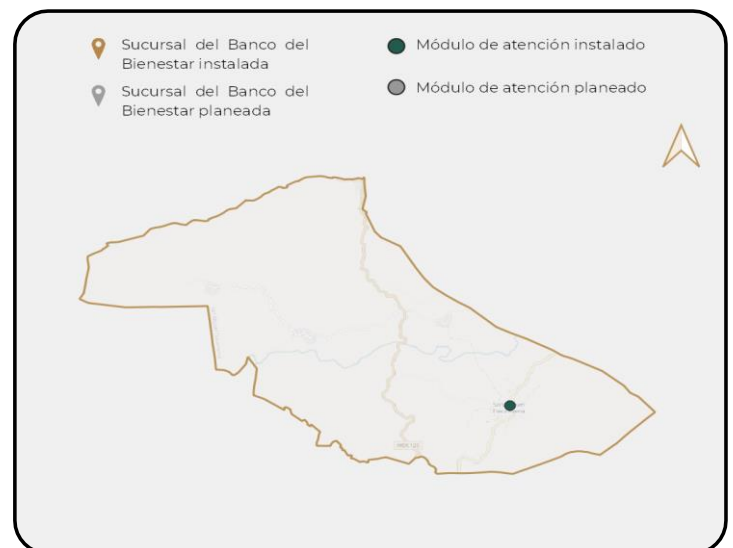 Sucursal del Banco del
Bienestar instalada
Sucursal del Banco del
Bienestar planeada
Módulo de atención instalado
Módulo de atención planeado